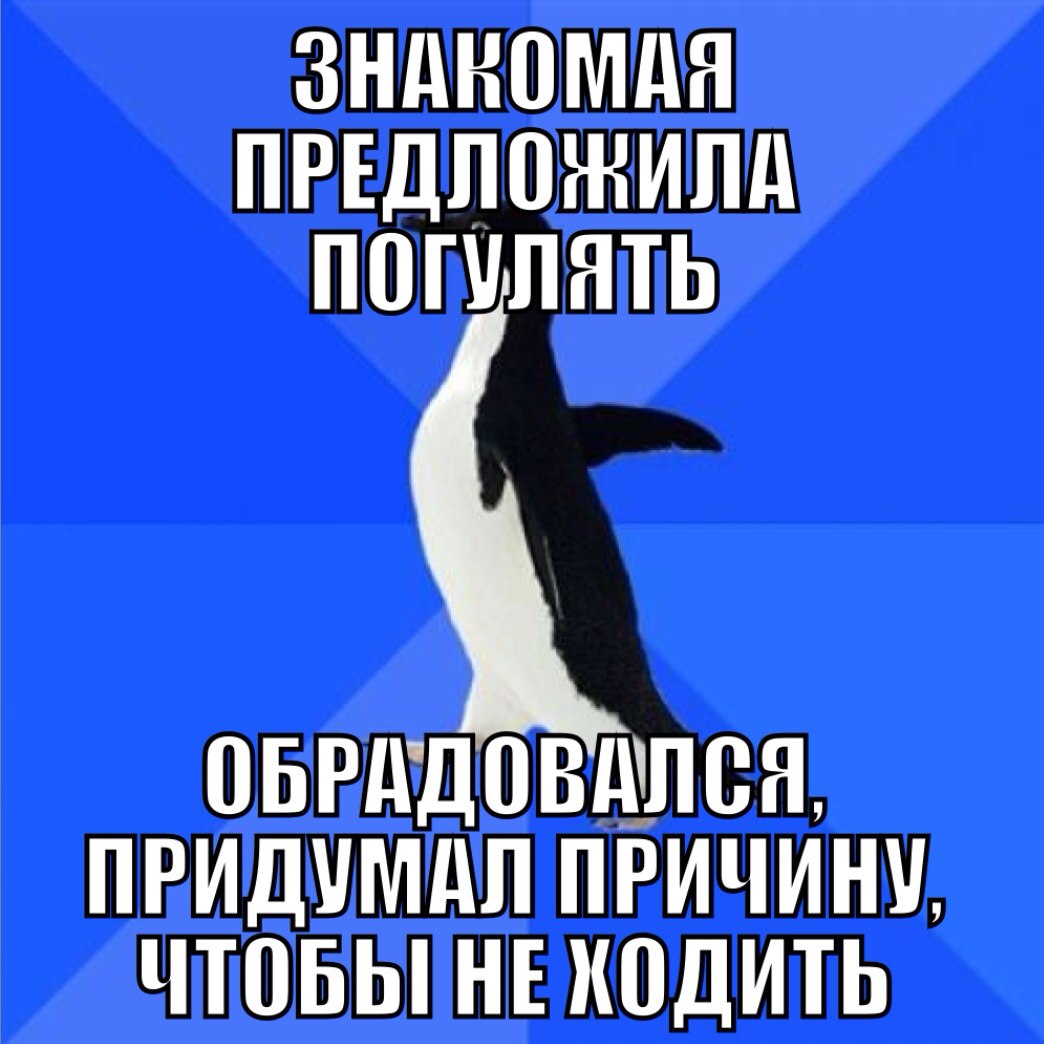 ЗНАКОМАЯ
ПРЕДЛОЖИЛА
ПОГУЛЯТЬ
ОБРАДОВАЛСЯ,
ПРИДУМАЛ ПРИЧИНУ,
ЧТОБЫ НЕ ХОДИТЬ